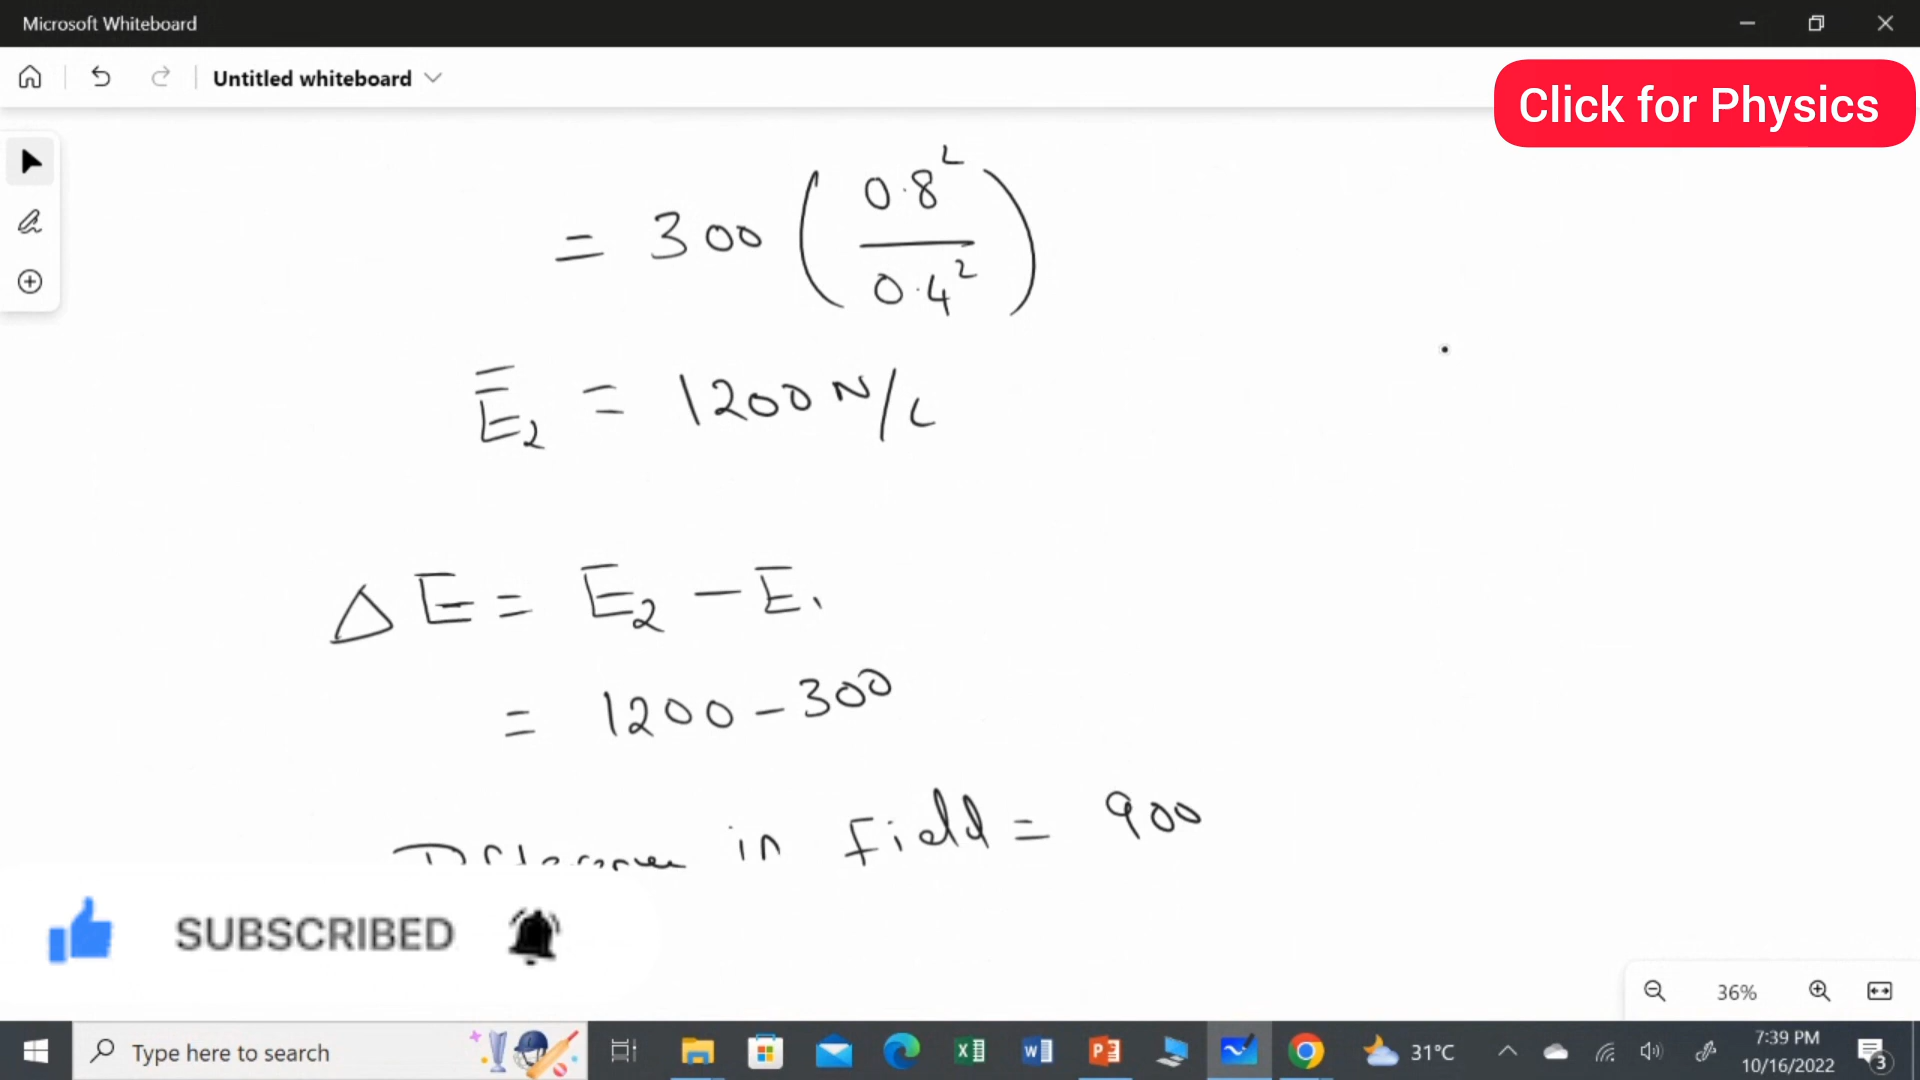 Microsoft Whiteboard
Untitled whiteboard
Click for Physics
= 300 ( 0.8² / 0.4² )
E₂ = 1200 N/C
Δ E = E₂ − E₁
= 1200 − 300
in Field = 900
SUBSCRIBED
36%
Type here to search
31°C
7:39 PM
10/16/2022
3